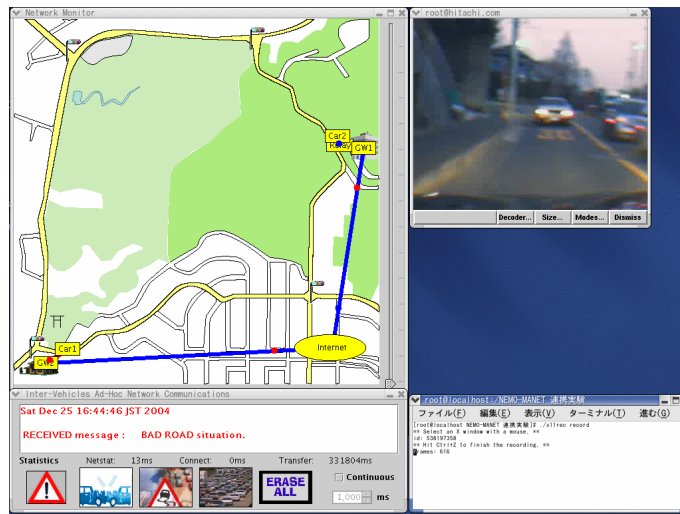 Network Monitor
Car2
Relay
GW1
Internet
Car1
GW2
root@hitachi.com
Decoder... Size... Modes... Dismiss
Inter-Vehicles Ad-Hoc Network Communications
Sat Dec 25 16:44:46 JST 2004
RECEIVED message : BAD ROAD situation.
Statistics Netstat: 13ms Connect: 0ms Transfer: 331804ms
ERASE
ALL
Continuous
1,000 ms
root@localhost:/NEMO-MANET 連携実験
ファイル(F) 編集(E) 表示(V) ターミナル(T) 進む(G)
[root@localhost NEMO-MANET 連携実験]# ./x11rec record
** Select an X window with a mouse. **
id: 538197358
** Hit Ctrl+Z to finish the recording. **
frames: 616